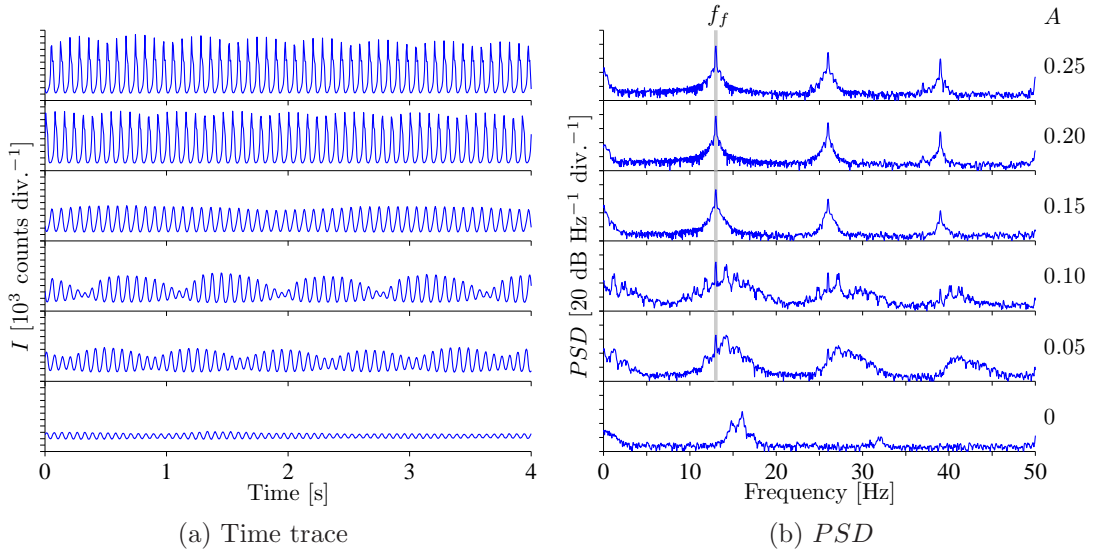 f_f
A
0.25
0.20
0.15
0.10
0.05
0
I [10³ counts div.⁻¹]
PSD [20 dB Hz⁻¹ div.⁻¹]
0 1 2 3 4
0 10 20 30 40 50
Time [s]
Frequency [Hz]
(a) Time trace
(b) PSD